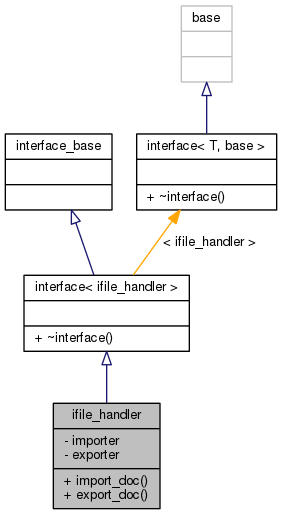 base
interface_base
interface< T, base >
+ ~interface()
< ifile_handler >
interface< ifile_handler >
+ ~interface()
ifile_handler
- importer
- exporter
+ import_doc()
+ export_doc()